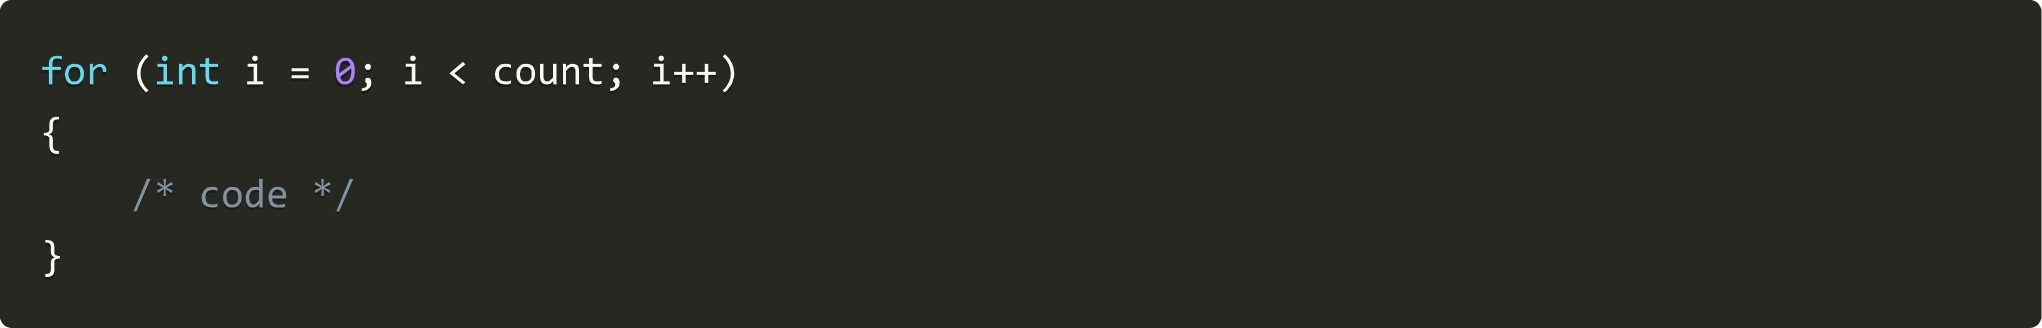 for (int i = 0; i < count; i++)
{
    /* code */
}